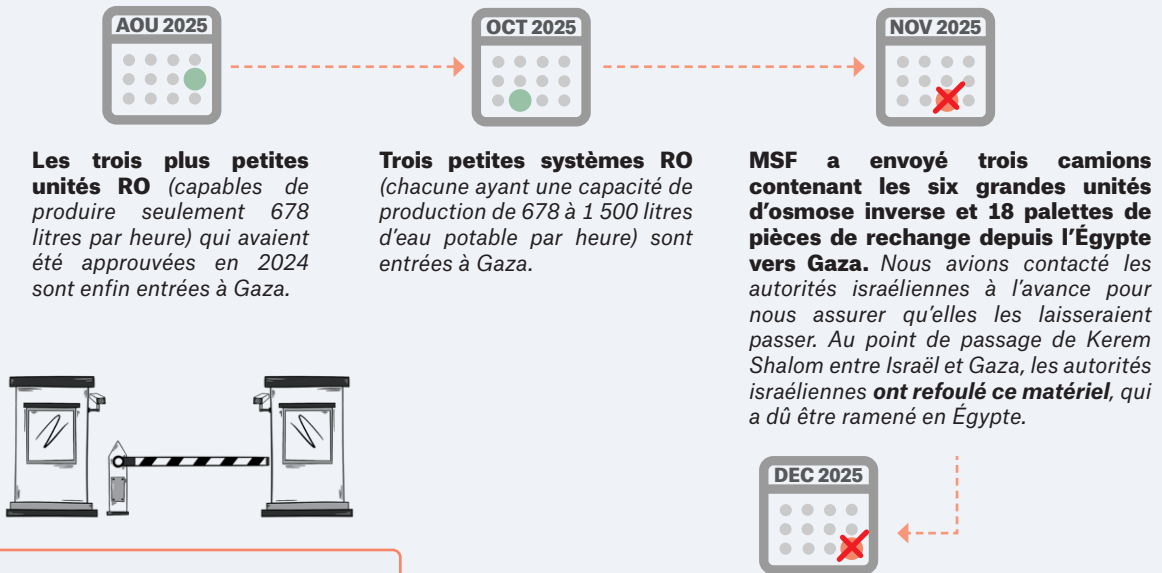 AOU 2025
Les trois plus petites
unités RO (capables de
produire seulement 678
litres par heure) qui avaient
été approuvées en 2024
sont enfin entrées à Gaza.
OCT 2025
Trois petites systèmes RO
(chacune ayant une capacité de
production de 678 à 1 500 litres
d'eau potable par heure) sont
entrées à Gaza.
NOV 2025
MSF a envoyé trois camions
contenant les six grandes unités
d'osmose inverse et 18 palettes de
pièces de rechange depuis l'Égypte
vers Gaza. Nous avions contacté les
autorités israéliennes à l'avance pour
nous assurer qu'elles les laisseraient
passer. Au point de passage de Kerem
Shalom entre Israël et Gaza, les autorités
israéliennes ont refoulé ce matériel, qui
a dû être ramené en Égypte.
DEC 2025